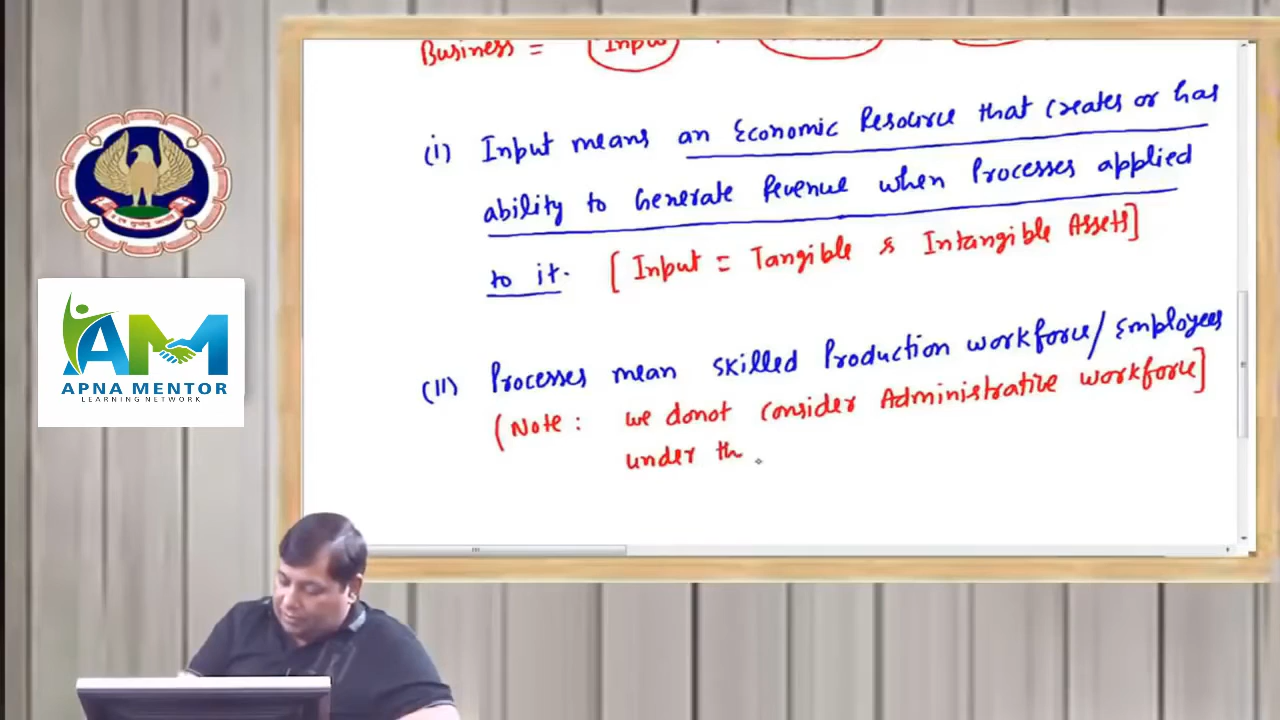 Business = Input
(i) Input means an Economic Resource that Creates or has
ability to Generate Revenue when Processes applied
to it. [Input = Tangible & Intangible Assets]
(ii) Processes mean skilled Production workforce/Employees
(Note: we donot consider Administrative workforce]
under th
AM
APNA MENTOR
LEARNING NETWORK